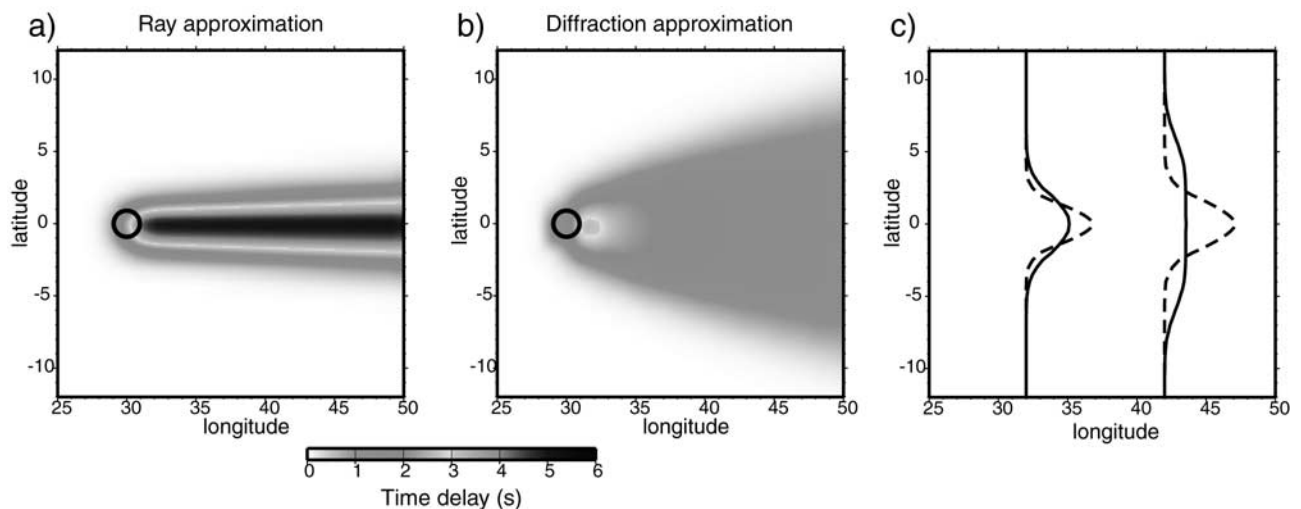 a) Ray approximation
b) Diffraction approximation
c)
10
5
0
-5
-10
latitude
25 30 35 40 45 50
longitude
10
5
0
-5
-10
latitude
25 30 35 40 45 50
longitude
10
5
0
-5
-10
latitude
25 30 35 40 45 50
longitude
0 1 2 3 4 5 6
Time delay (s)